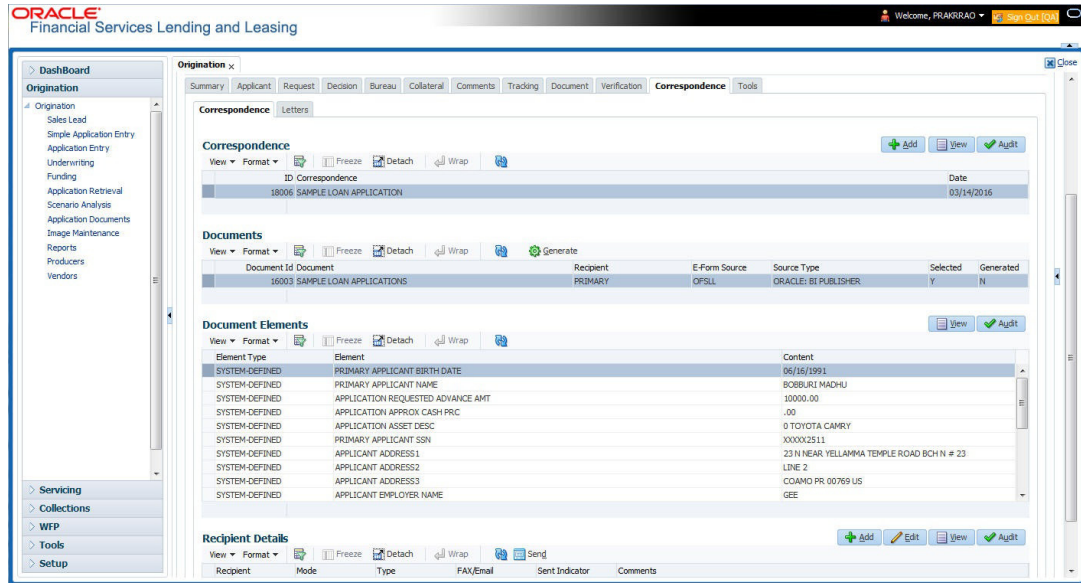 ORACLE
Financial Services Lending and Leasing
Welcome, PRAKRRAO
Sign Out [QA]
Close
DashBoard
Origination
Origination
Sales Lead
Simple Application Entry
Application Entry
Underwriting
Funding
Application Retrieval
Scenario Analysis
Application Documents
Image Maintenance
Reports
Producers
Vendors
Servicing
Collections
WFP
Tools
Setup
Origination x
Summary Applicant Request Decision Bureau Collateral Comments Tracking Document Verification Correspondence Tools
Correspondence Letters
Correspondence
Add View Audit
View Format Freeze Detach Wrap
ID Correspondence Date
18006 SAMPLE LOAN APPLICATION 03/14/2016
Documents
View Format Freeze Detach Wrap Generate
Document Id Document Recipient E-Form Source Source Type Selected Generated
16003 SAMPLE LOAN APPLICATIONS PRIMARY OFSLL ORACLE: BI PUBLISHER Y N
Document Elements
View Audit
View Format Freeze Detach Wrap
Element Type Element Content
SYSTEM-DEFINED PRIMARY APPLICANT BIRTH DATE 06/16/1991
SYSTEM-DEFINED PRIMARY APPLICANT NAME BOBBURI MADHU
SYSTEM-DEFINED APPLICATION REQUESTED ADVANCE AMT 10000.00
SYSTEM-DEFINED APPLICATION APPROX CASH PRC .00
SYSTEM-DEFINED APPLICATION ASSET DESC 0 TOYOTA CAMRY
SYSTEM-DEFINED PRIMARY APPLICANT SSN XXXXX2511
SYSTEM-DEFINED APPLICANT ADDRESS1 23 N NEAR YELLAMMA TEMPLE ROAD BCH N # 23
SYSTEM-DEFINED APPLICANT ADDRESS2 LINE 2
SYSTEM-DEFINED APPLICANT ADDRESS3 COAMO PR 00769 US
SYSTEM-DEFINED APPLICANT EMPLOYER NAME GEE
Recipient Details
Add Edit View Audit
View Format Freeze Detach Wrap Send
Recipient Mode Type FAX/Email Sent Indicator Comments